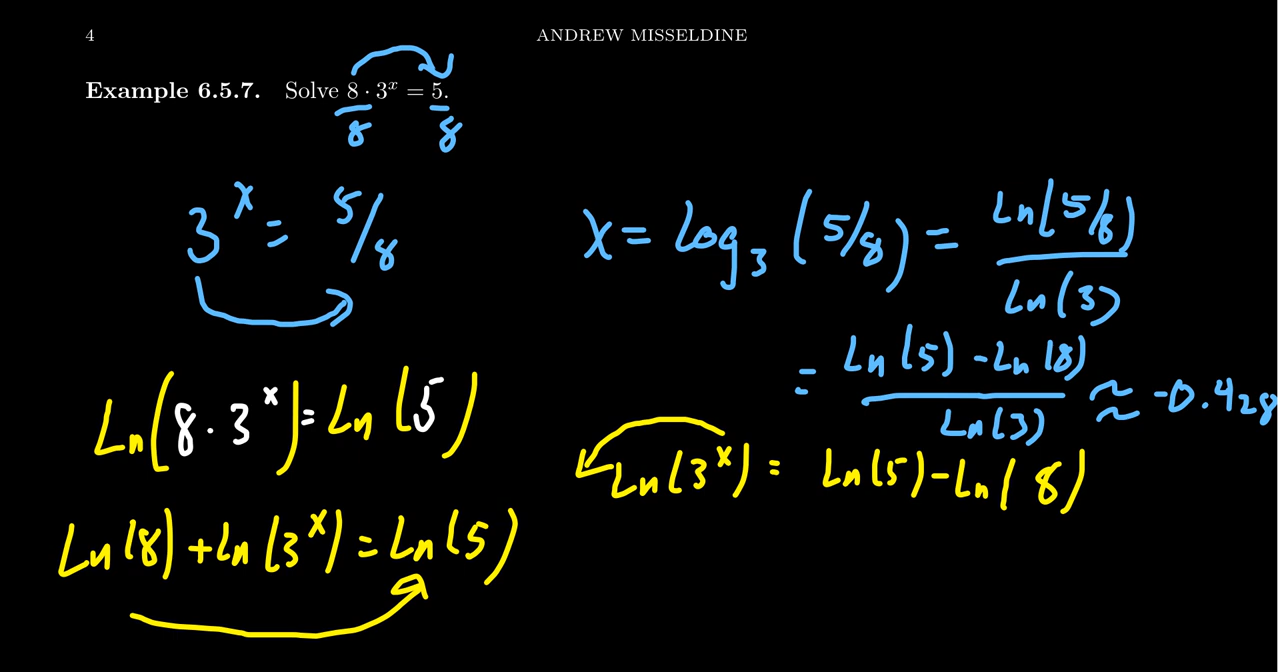 4 ANDREW MISSELDINE
Example 6.5.7. Solve 8 · 3^x = 5.
8 8
3^x = 5/8
x = log_3 (5/8) = Ln(5/8) / Ln(3)
= Ln(5) - Ln(8) / Ln(3) ≈ -0.428
Ln(8 · 3^x) = Ln(5)
Ln(8) + Ln(3^x) = Ln(5)
Ln(3^x) = Ln(5) - Ln(8)